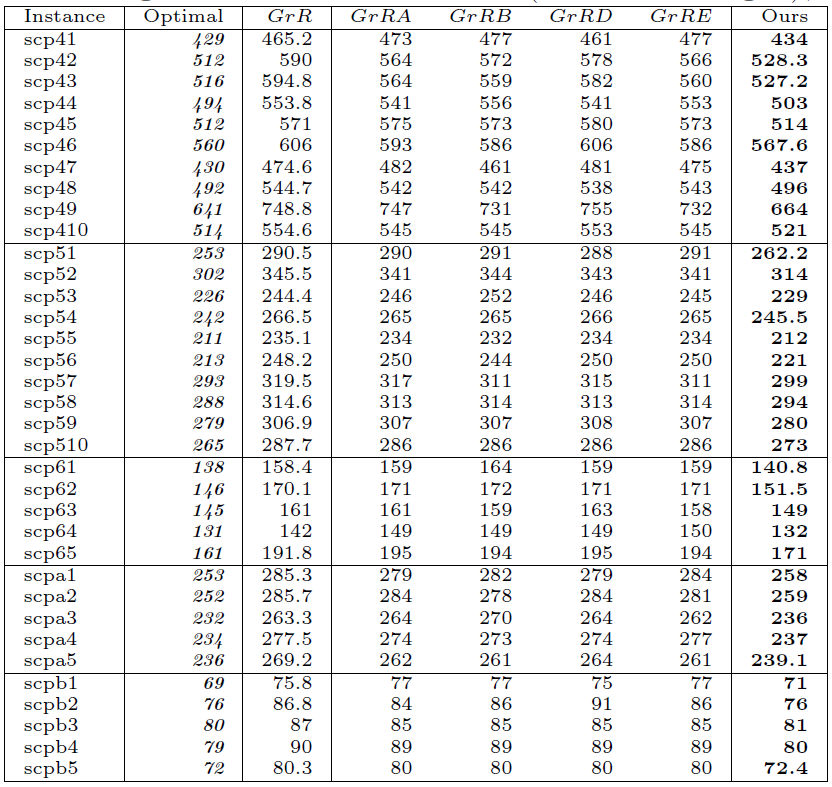 Instance Optimal GrR GrRA GrRB GrRD GrRE Ours
scp41 429 465.2 473 477 461 477 434
scp42 512 590 564 572 578 566 528.3
scp43 516 594.8 564 559 582 560 527.2
scp44 494 553.8 541 556 541 553 503
scp45 512 571 575 573 580 573 514
scp46 560 606 593 586 606 586 567.6
scp47 430 474.6 482 461 481 475 437
scp48 492 544.7 542 542 538 543 496
scp49 641 748.8 747 731 755 732 664
scp410 514 554.6 545 545 553 545 521
scp51 253 290.5 290 291 288 291 262.2
scp52 302 345.5 341 344 343 341 314
scp53 226 244.4 246 252 246 245 229
scp54 242 266.5 265 265 266 265 245.5
scp55 211 235.1 234 232 234 234 212
scp56 213 248.2 250 244 250 250 221
scp57 293 319.5 317 311 315 311 299
scp58 288 314.6 313 314 313 314 294
scp59 279 306.9 307 307 308 307 280
scp510 265 287.7 286 286 286 286 273
scp61 138 158.4 159 164 159 159 140.8
scp62 146 170.1 171 172 171 171 151.5
scp63 145 161 161 159 163 158 149
scp64 131 142 149 149 149 150 132
scp65 161 191.8 195 194 195 194 171
scpa1 253 285.3 279 282 279 284 258
scpa2 252 285.7 284 278 284 281 259
scpa3 232 263.3 264 270 264 262 236
scpa4 234 277.5 274 273 274 277 237
scpa5 236 269.2 262 261 264 261 239.1
scpb1 69 75.8 77 77 75 77 71
scpb2 76 86.8 84 86 91 86 76
scpb3 80 87 85 85 85 85 81
scpb4 79 90 89 89 89 89 80
scpb5 72 80.3 80 80 80 80 72.4